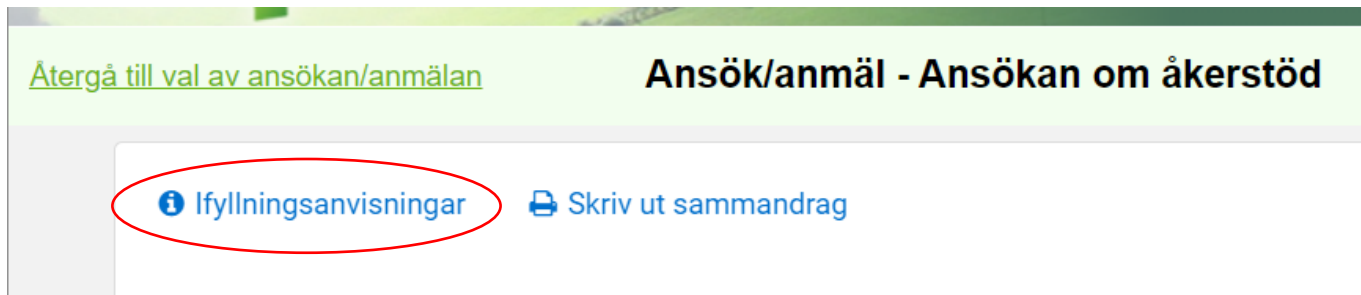 Återgå till val av ansökan/anmälan
Ansök/anmäl - Ansökan om åkerstöd
Ifyllningsanvisningar
Skriv ut sammandrag